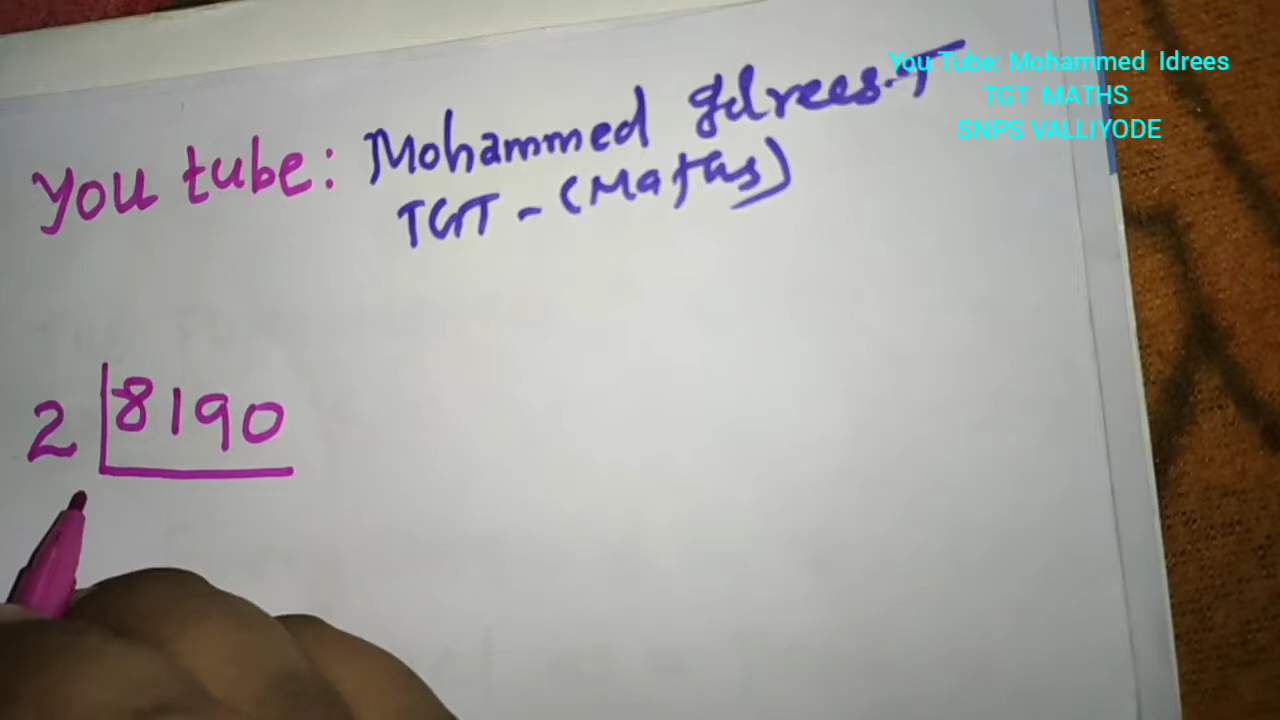 You Tube: Mohammed Idrees
TGT MATHS
SNPS VALLIYODE
You tube: Mohammed Idrees.T
TGT - (Maths)
2 8190